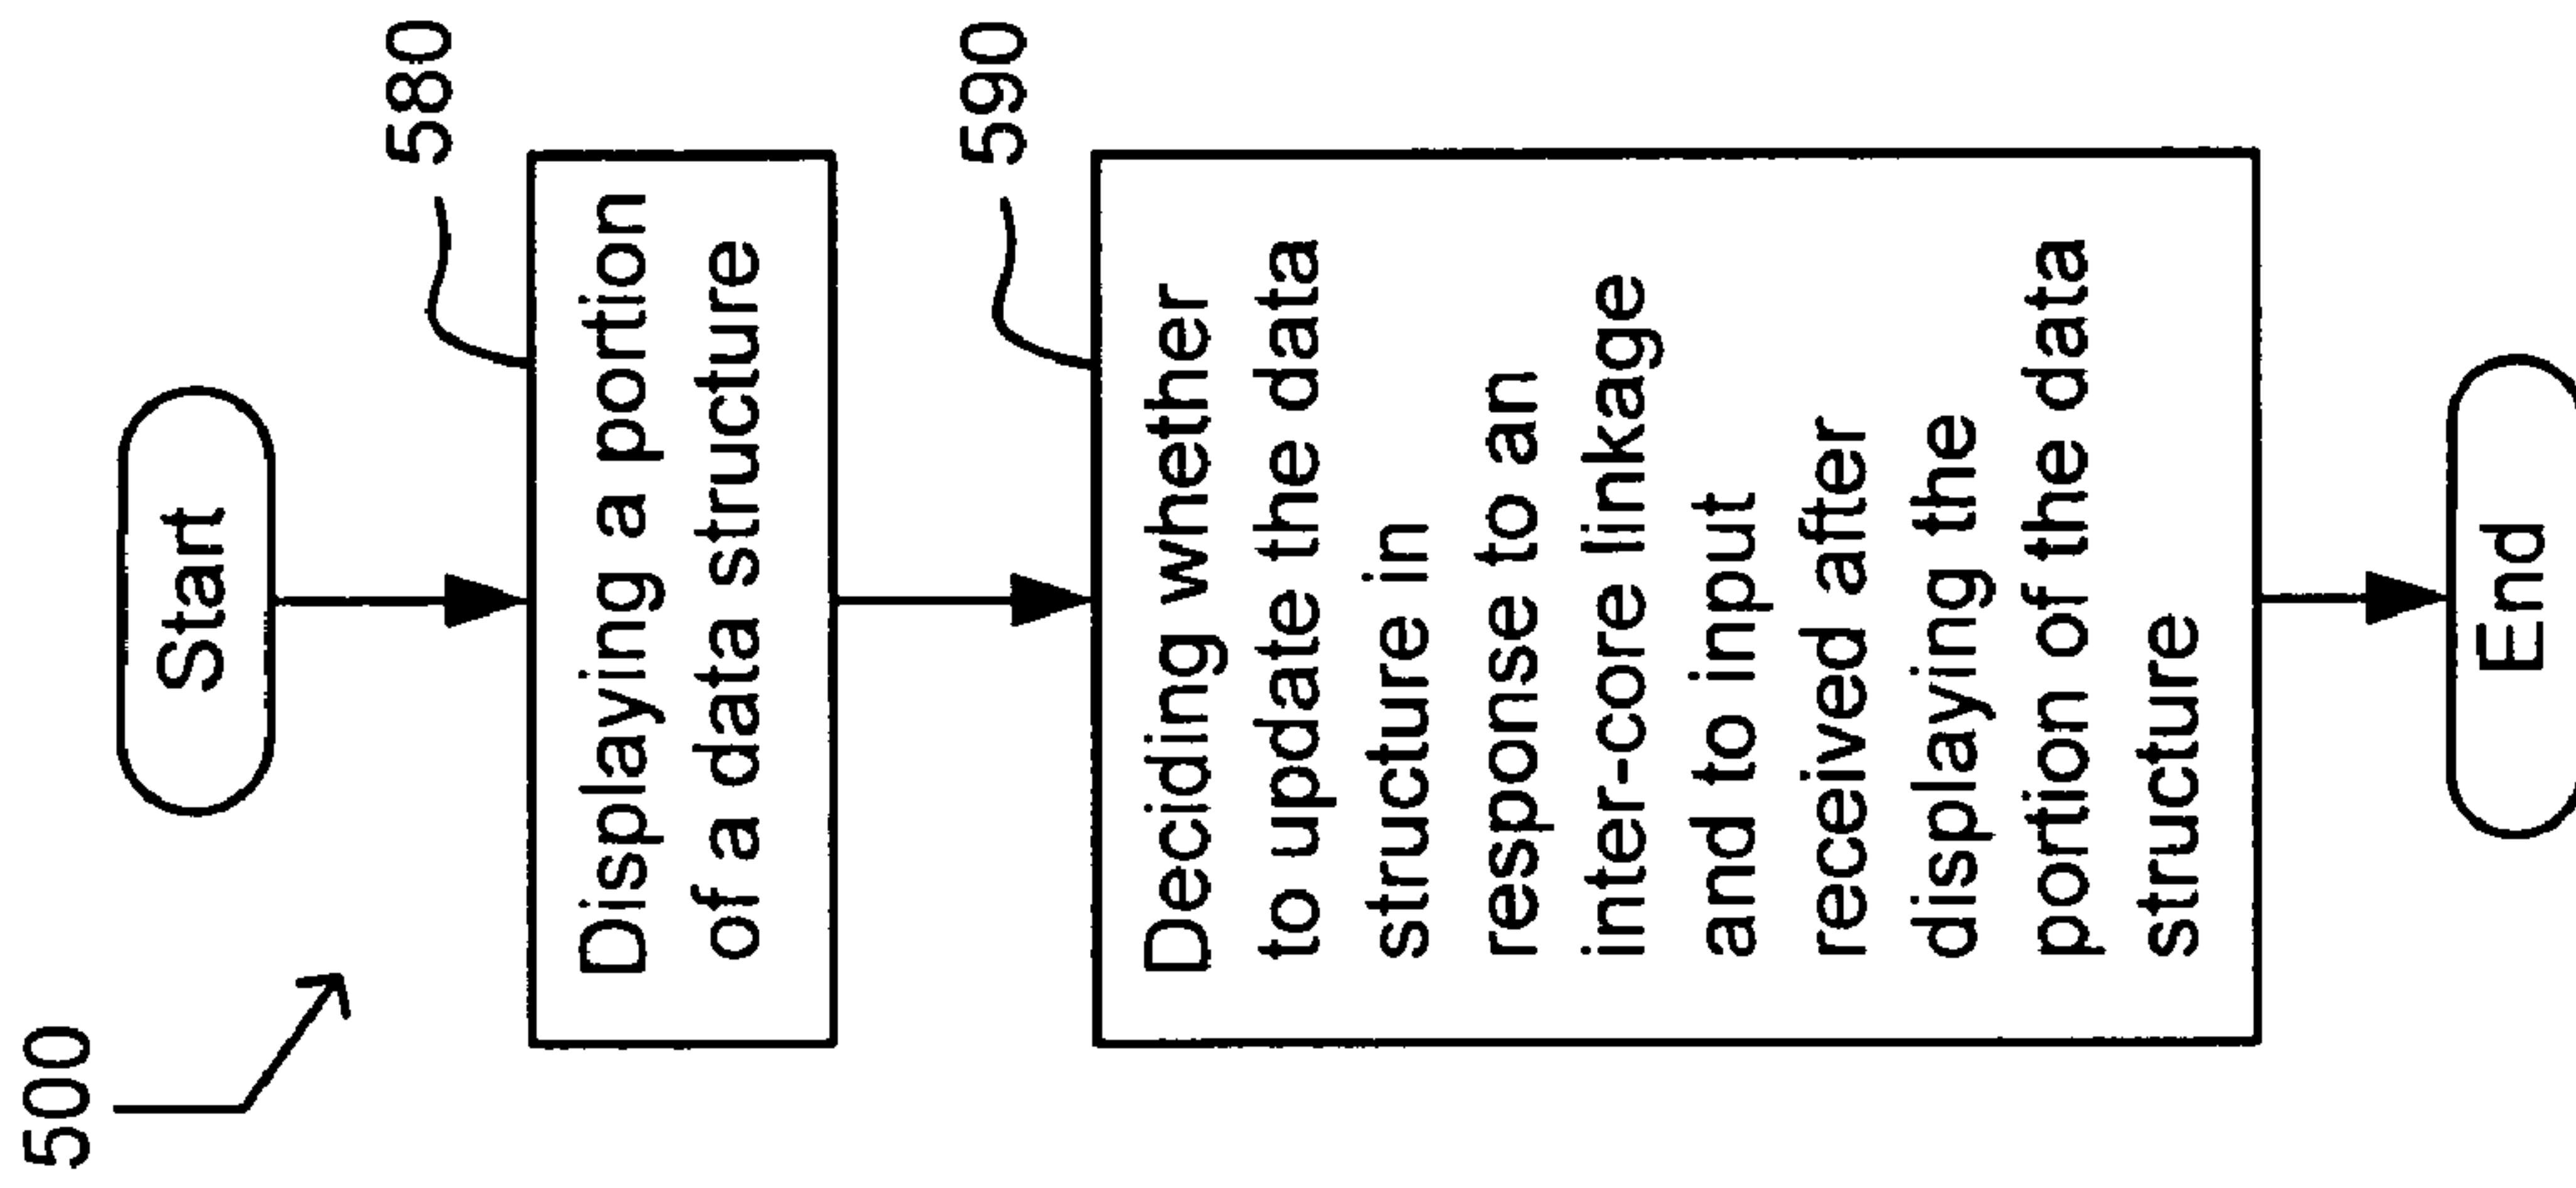 500
Start
580
Displaying a portion
of a data structure
590
Deciding whether
to update the data
structure in
response to an
inter-core linkage
and to input
received after
displaying the
portion of the data
structure
End